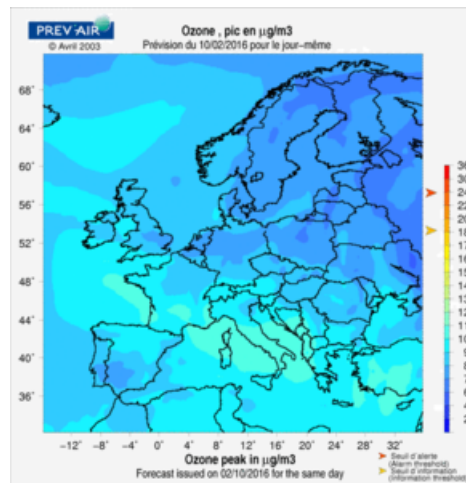 PREV'AIR
© Avril 2003
Ozone , pic en µg/m3
Prévision du 10/02/2016 pour le jour-même
68°
64°
60°
56°
52°
48°
44°
40°
36°
-12° -8° -4° 0° 4° 8° 12° 16° 20° 24° 28° 32°
Ozone peak in µg/m3
Forecast issued on 02/10/2016 for the same day
Seuil d'alerte
(Alarm threshold)
Seuil d'information
(Information threshold)